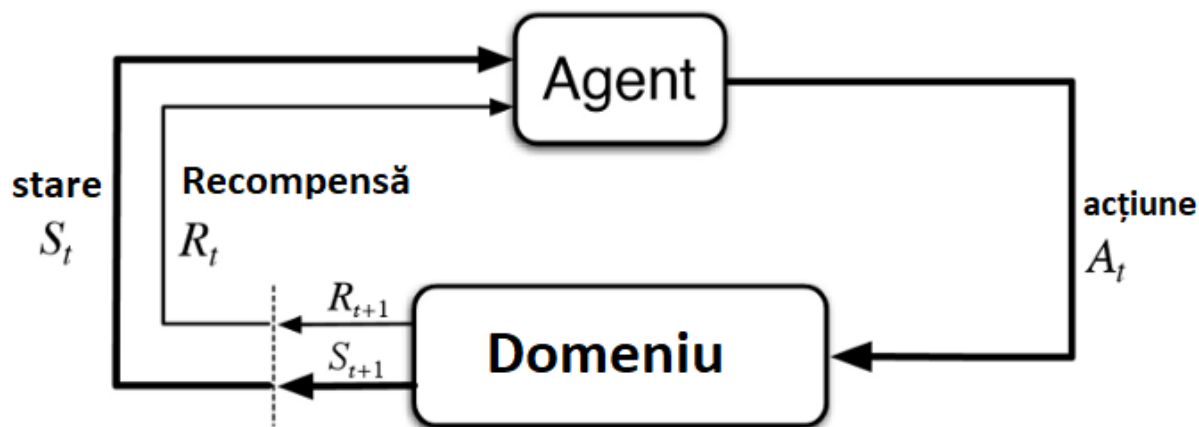 Agent
stare
S_t
Recompensă
R_t
acțiune
A_t
R_{t+1}
S_{t+1}
Domeniu